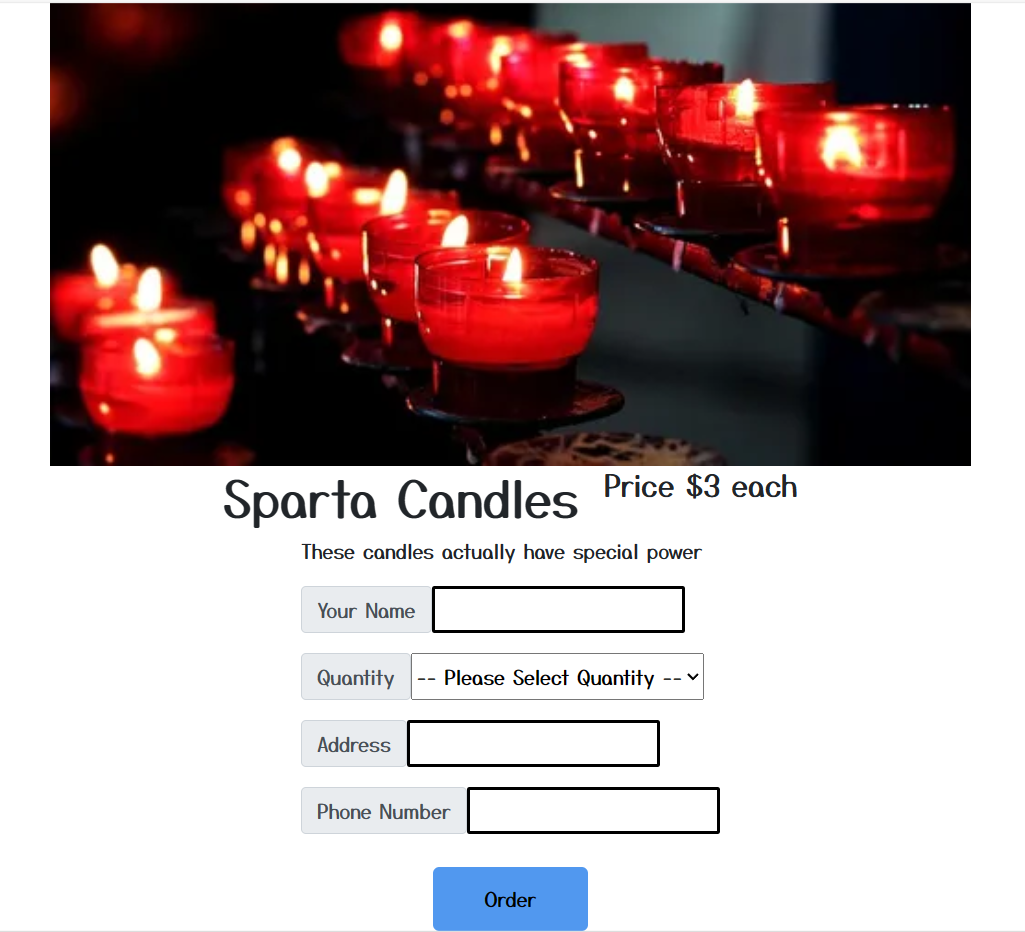 Sparta Candles Price $3 each
These candles actually have special power
Your Name
Quantity -- Please Select Quantity --
Address
Phone Number
Order